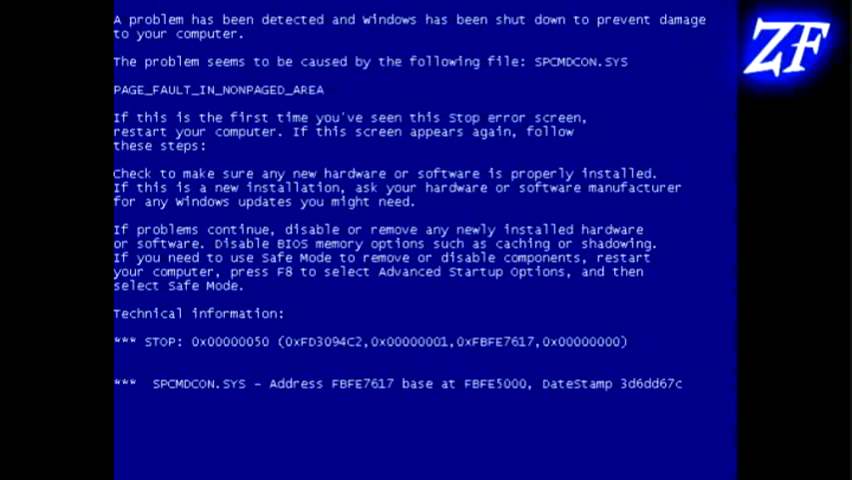 A problem has been detected and Windows has been shut down to prevent damage
to your computer.
The problem seems to be caused by the following file: SPCMDCON.SYS
PAGE_FAULT_IN_NONPAGED_AREA
If this is the first time you've seen this Stop error screen,
restart your computer. If this screen appears again, follow
these steps:
Check to make sure any new hardware or software is properly installed.
If this is a new installation, ask your hardware or software manufacturer
for any Windows updates you might need.
If problems continue, disable or remove any newly installed hardware
or software. Disable BIOS memory options such as caching or shadowing.
If you need to use Safe Mode to remove or disable components, restart
your computer, press F8 to select Advanced Startup Options, and then
select Safe Mode.
Technical information:
*** STOP: 0x00000050 (0xFD3094C2,0x00000001,0xFBFE7617,0x00000000)
*** SPCMDCON.SYS - Address FBFE7617 base at FBFE5000, DateStamp 3d6dd67c
ZF